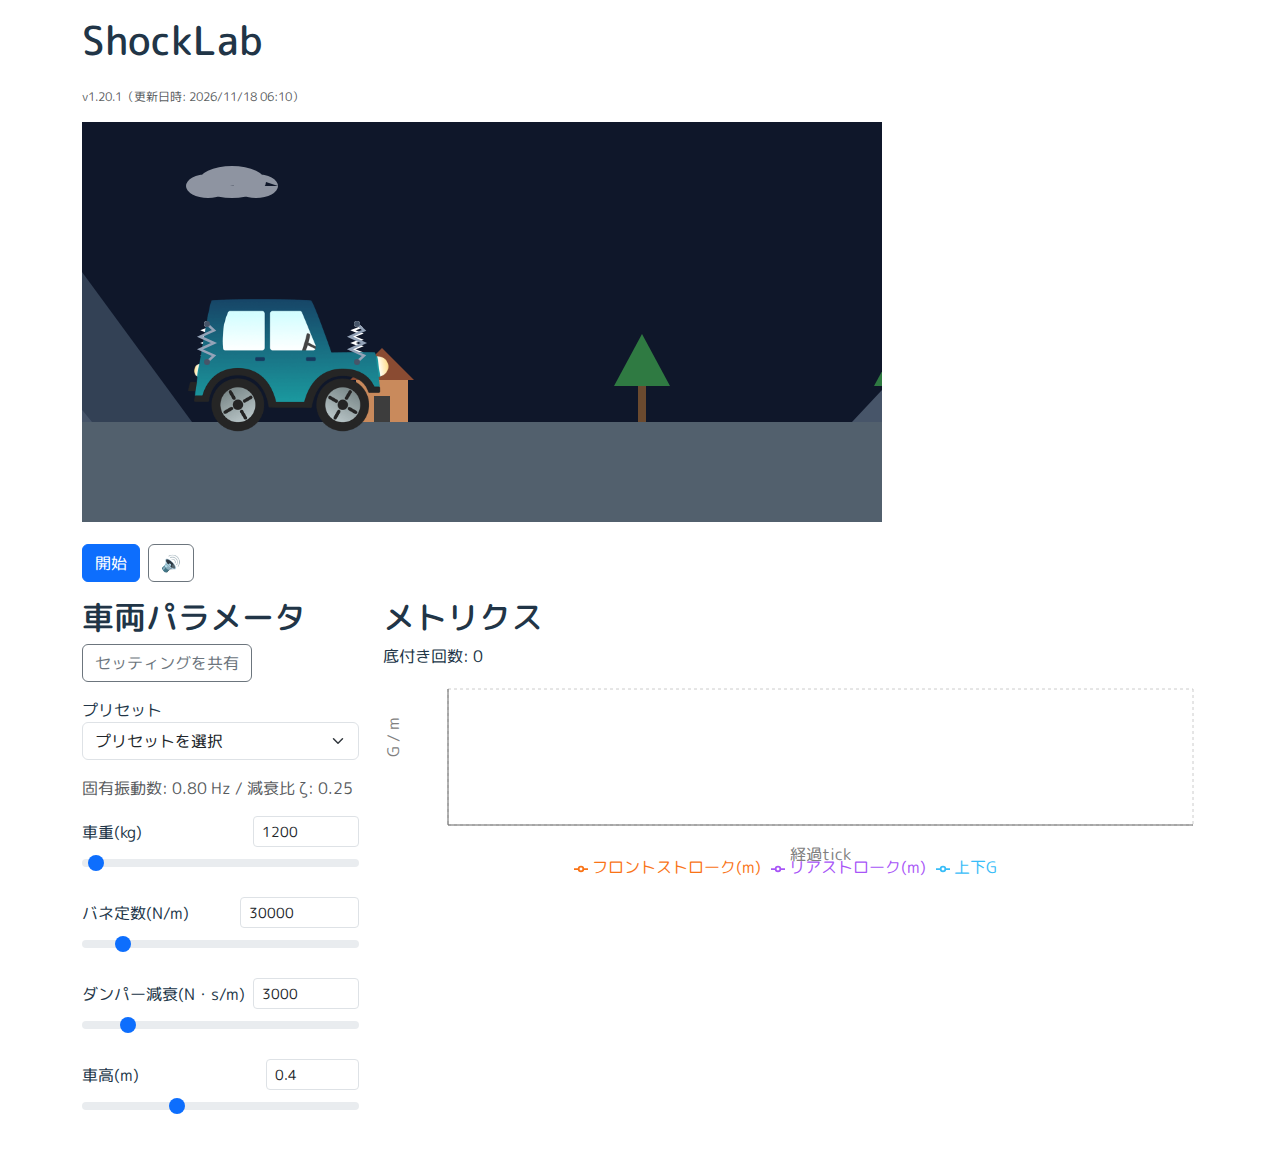 ShockLab
v1.20.1（更新日時: 2026/11/18 06:10）
開始
車両パラメータ
セッティングを共有
プリセット
プリセットを選択
固有振動数: 0.80 Hz / 減衰比 ζ: 0.25
車重(kg) 1200
バネ定数(N/m) 30000
ダンパー減衰(N・s/m) 3000
車高(m) 0.4
メトリクス
底付き回数: 0
G / m
経過tick
フロントストローク(m) リアストローク(m) 上下G